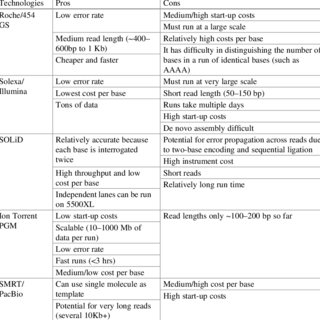 Technologies Pros Cons
Roche/454 GS Low error rate Medium/high start-up costs
Must run at a large scale
Medium read length (~400–600bp to 1 Kb) Relatively high costs per base
Cheaper and faster It has difficulty in distinguishing the number of
bases in a run of identical bases (such as
AAAA)
Solexa/ Illumina Low error rate Must run at very large scale
Lowest cost per base Short read length (50–150 bp)
Tons of data Runs take multiple days
High start-up costs
De novo assembly difficult
SOLiD Relatively accurate because
each base is interrogated
twice
Potential for error propagation across reads due
to two-base encoding and sequential ligation
High instrument cost
High throughput and low
cost per base
Short reads
Independent lanes can be run
on 5500XL
Relatively long run time
Ion Torrent PGM Low start-up costs Read lengths only ~100–200 bp so far
Scalable (10–1000 Mb of
data per run)
Low error rate
Fast runs (<3 hrs)
Medium/low cost per base
SMRT/ PacBio Can use single molecule as
template
Medium/high cost per base
High start-up costs
Potential for very long reads
(several 10Kb+)